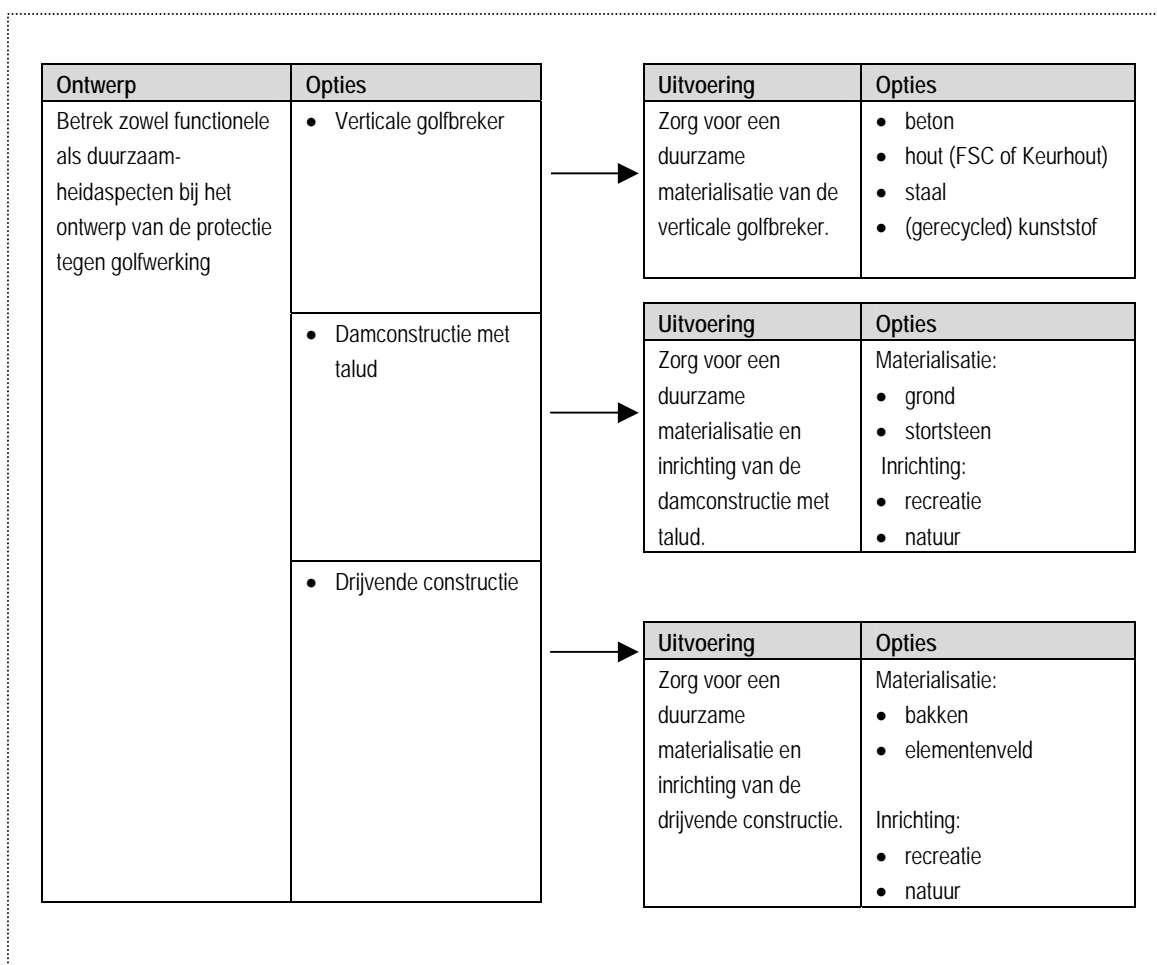 Ontwerp
Opties
Betrek zowel functionele
als duurzaam-
heidaspecten bij het
ontwerp van de protectie
tegen golfwerking
• Verticale golfbreker
• Damconstructie met
talud
• Drijvende constructie
Uitvoering
Opties
Zorg voor een
duurzame
materialisatie van de
verticale golfbreker.
• beton
• hout (FSC of Keurhout)
• staal
• (gerecycled) kunststof
Uitvoering
Opties
Zorg voor een
duurzame
materialisatie en
inrichting van de
damconstructie met
talud.
Materialisatie:
• grond
• stortsteen
Inrichting:
• recreatie
• natuur
Uitvoering
Opties
Zorg voor een
duurzame
materialisatie en
inrichting van de
drijvende constructie.
Materialisatie:
• bakken
• elementenveld
Inrichting:
• recreatie
• natuur